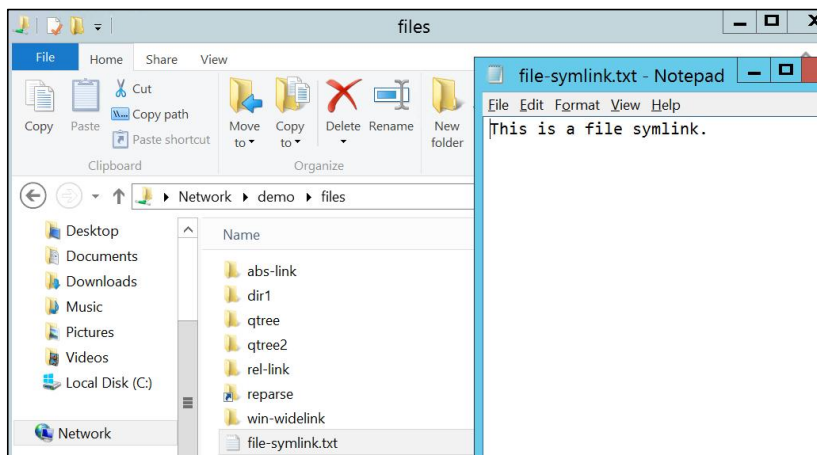 files
File Home Share View
Copy
Paste
Cut
Copy path
Paste shortcut
Clipboard
Move to
Copy to
Delete
Rename
Organize
New folder
Network demo files
Desktop
Documents
Downloads
Music
Pictures
Videos
Local Disk (C:)
Network
Name
abs-link
dir1
qtree
qtree2
rel-link
reparse
win-widelink
file-symlink.txt
file-symlink.txt - Notepad
File Edit Format View Help
This is a file symlink.